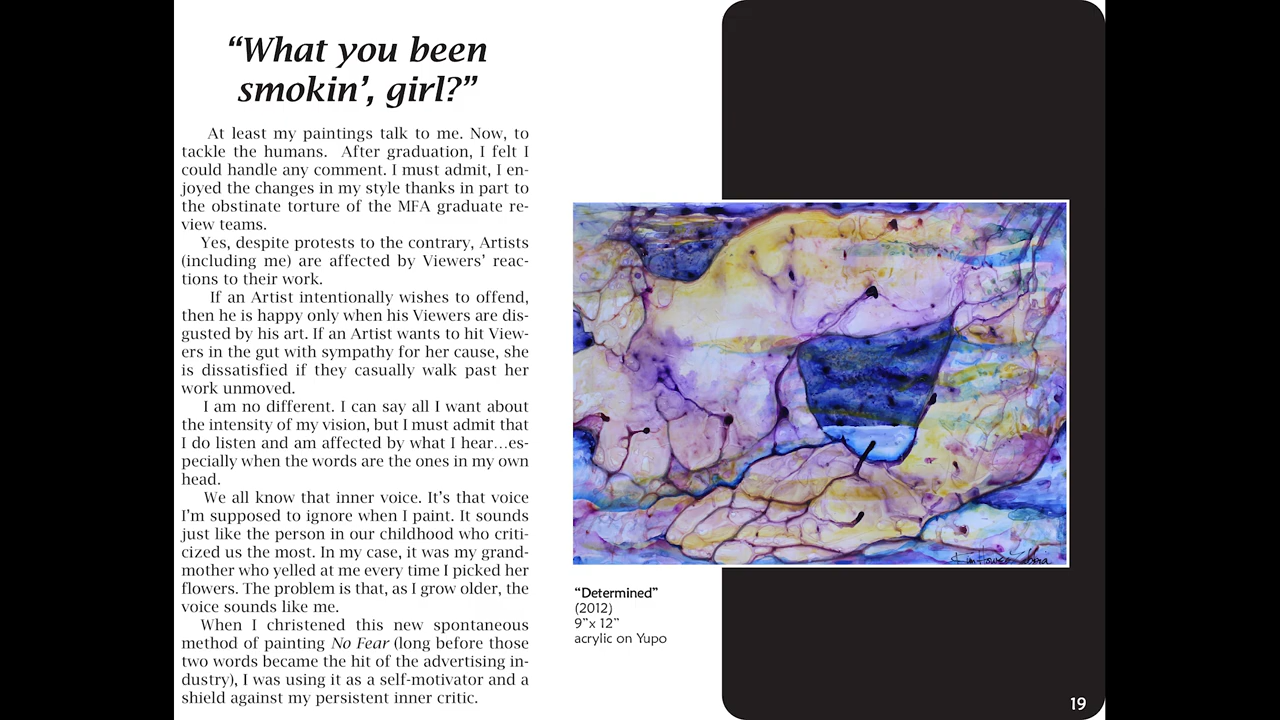 “What you been
smokin’, girl?”
At least my paintings talk to me. Now, to
tackle the humans. After graduation, I felt I
could handle any comment. I must admit, I en-
joyed the changes in my style thanks in part to
the obstinate torture of the MFA graduate re-
view teams.
Yes, despite protests to the contrary, Artists
(including me) are affected by Viewers’ reac-
tions to their work.
If an Artist intentionally wishes to offend,
then he is happy only when his Viewers are dis-
gusted by his art. If an Artist wants to hit View-
ers in the gut with sympathy for her cause, she
is dissatisfied if they casually walk past her
work unmoved.
I am no different. I can say all I want about
the intensity of my vision, but I must admit that
I do listen and am affected by what I hear…es-
pecially when the words are the ones in my own
head.
We all know that inner voice. It’s that voice
I’m supposed to ignore when I paint. It sounds
just like the person in our childhood who criti-
cized us the most. In my case, it was my grand-
mother who yelled at me every time I picked her
flowers. The problem is that, as I grow older, the
voice sounds like me.
When I christened this new spontaneous
method of painting No Fear (long before those
two words became the hit of the advertising in-
dustry), I was using it as a self-motivator and a
shield against my persistent inner critic.
“Determined”
(2012)
9”x 12”
acrylic on Yupo
19